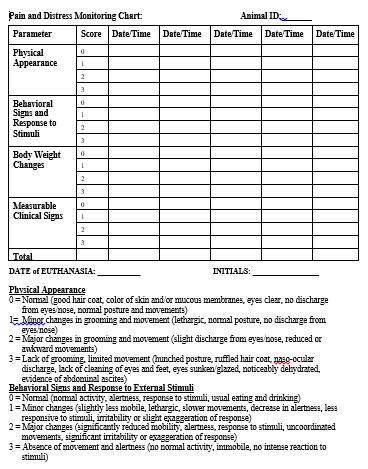 Pain and Distress Monitoring Chart: Animal ID:______
Parameter Score Date/Time Date/Time Date/Time Date/Time Date/Time
Physical 0
Appearance 1
2
3
Behavioral 0
Signs and 1
Response to 2
Stimuli 3
Body Weight 0
Changes 1
2
3
Measurable 0
Clinical Signs 1
2
3
Total
DATE of EUTHANASIA: __________ INITIALS: _______________
Physical Appearance
0 = Normal (good hair coat, color of skin and/or mucous membranes, eyes clear, no discharge
from eyes/nose, normal posture and movements)
1= Minor changes in grooming and movement (lethargic, normal posture, no discharge from
eyes/nose)
2 = Major changes in grooming and movement (slight discharge from eyes/nose, reduced or
awkward movements)
3 = Lack of grooming, limited movement (hunched posture, ruffled hair coat, naso-ocular
discharge, lack of cleaning of eyes and feet, eyes sunken/glazed, noticeably dehydrated,
evidence of abdominal ascites)
Behavioral Signs and Response to External Stimuli
0 = Normal (normal activity, alertness, response to stimuli, usual eating and drinking)
1 = Minor changes (slightly less mobile, lethargic, slower movements, decrease in alertness, less
responsive to stimuli, irritability or slight exaggeration of response)
2 = Major changes (significantly reduced mobility, alertness, response to stimuli, uncoordinated
movements, significant irritability or exaggeration of response)
3 = Absence of movement and alertness (no normal activity, immobile, no intense reaction to
stimuli)